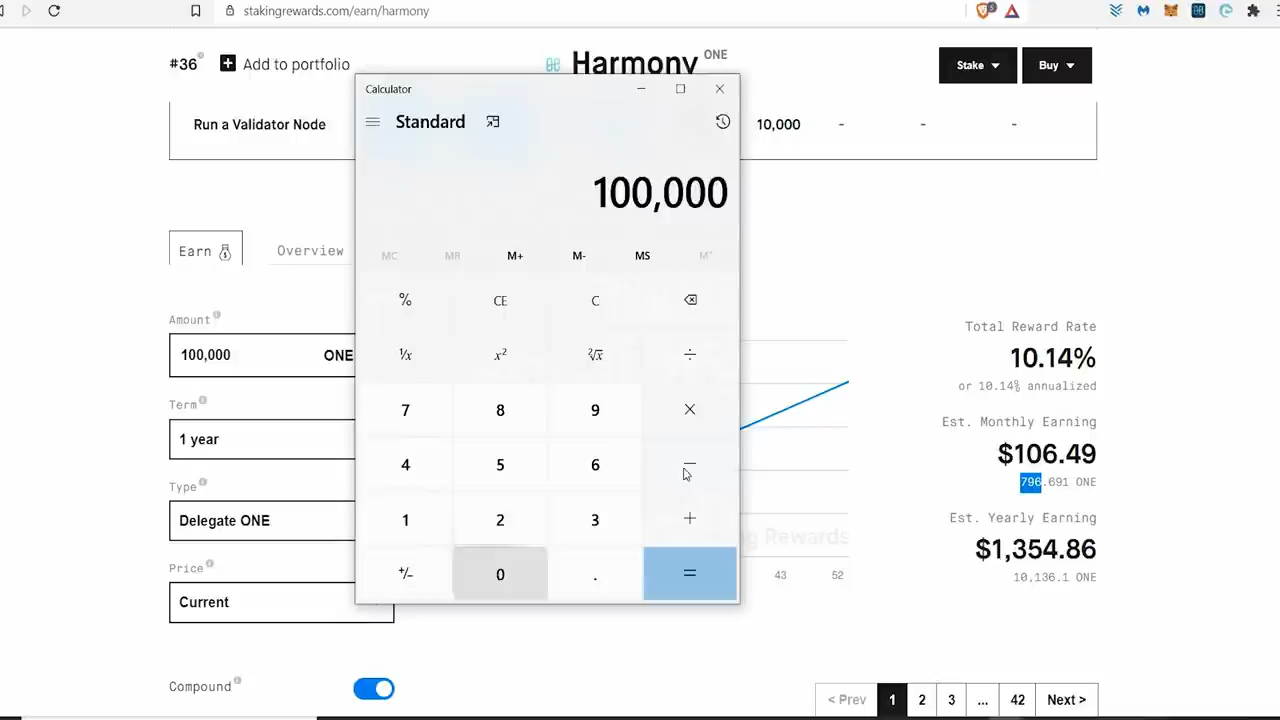 stakingrewards.com/earn/harmony
#36 Add to portfolio Harmony ONE Stake Buy
Calculator
Standard
Run a Validator Node 10,000 - - -
100,000
Earn Overview
MC MR M+ M- MS M˅
% CE C
Amount
Total Reward Rate
100,000 ONE
10.14%
¹/x x² ²√x ÷
or 10.14% annualized
Term
7 8 9 ×
Est. Monthly Earning
1 year
$106.49
4 5 6 −
796.691 ONE
Type
Delegate ONE
1 2 3 +
Est. Yearly Earning
g Rewards
$1,354.86
Price
+/− 0 . =
43 52
10,136.1 ONE
Current
Compound
< Prev 1 2 3 ... 42 Next >